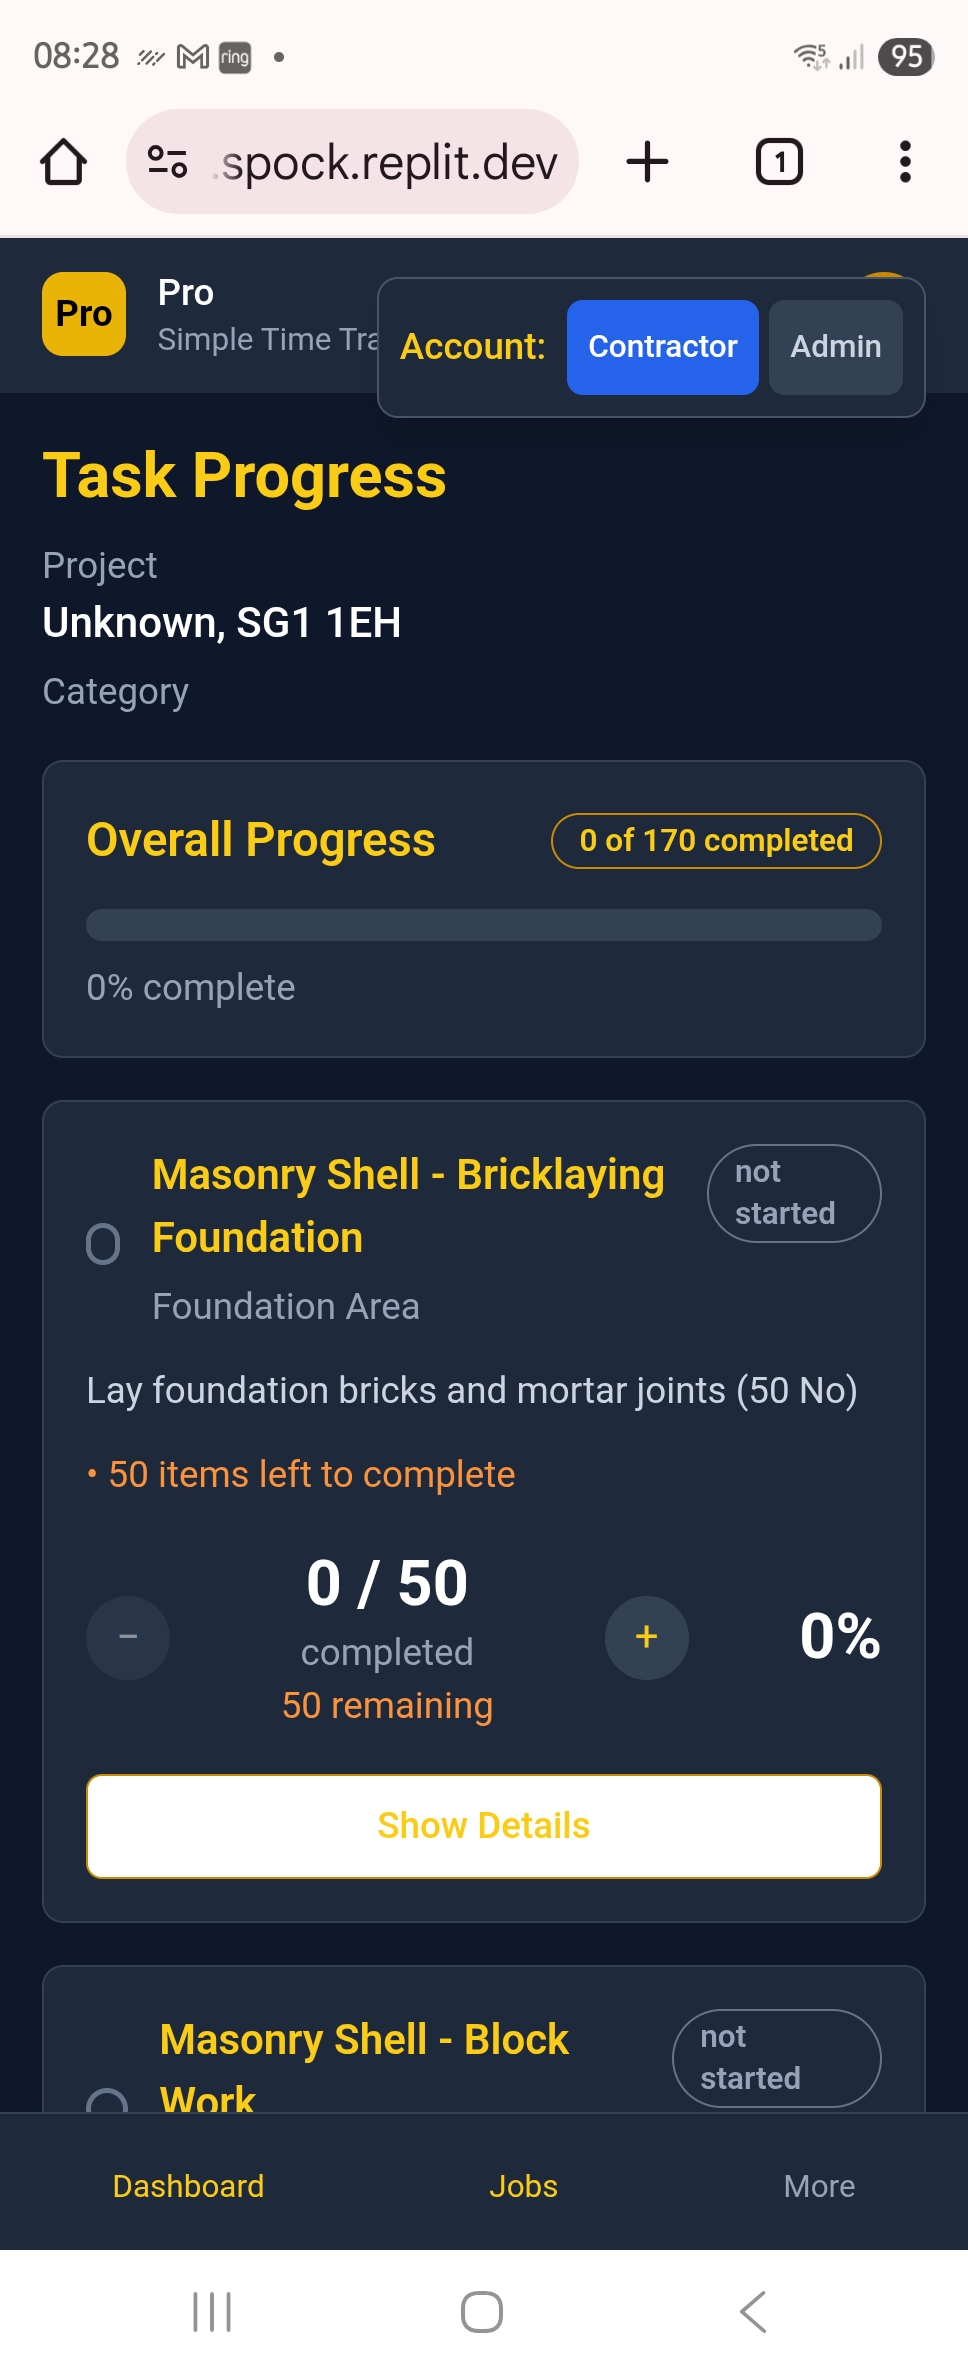 08:28
ring
5
95
.spock.replit.dev
1
Pro
Pro
Simple Time Tra
Account:
Contractor
Admin
Task Progress
Project
Unknown, SG1 1EH
Category
Overall Progress
0 of 170 completed
0% complete
Masonry Shell - Bricklaying
Foundation
not
started
Foundation Area
Lay foundation bricks and mortar joints (50 No)
• 50 items left to complete
−
0 / 50
completed
50 remaining
+
0%
Show Details
Masonry Shell - Block
Work
not
started
Dashboard
Jobs
More